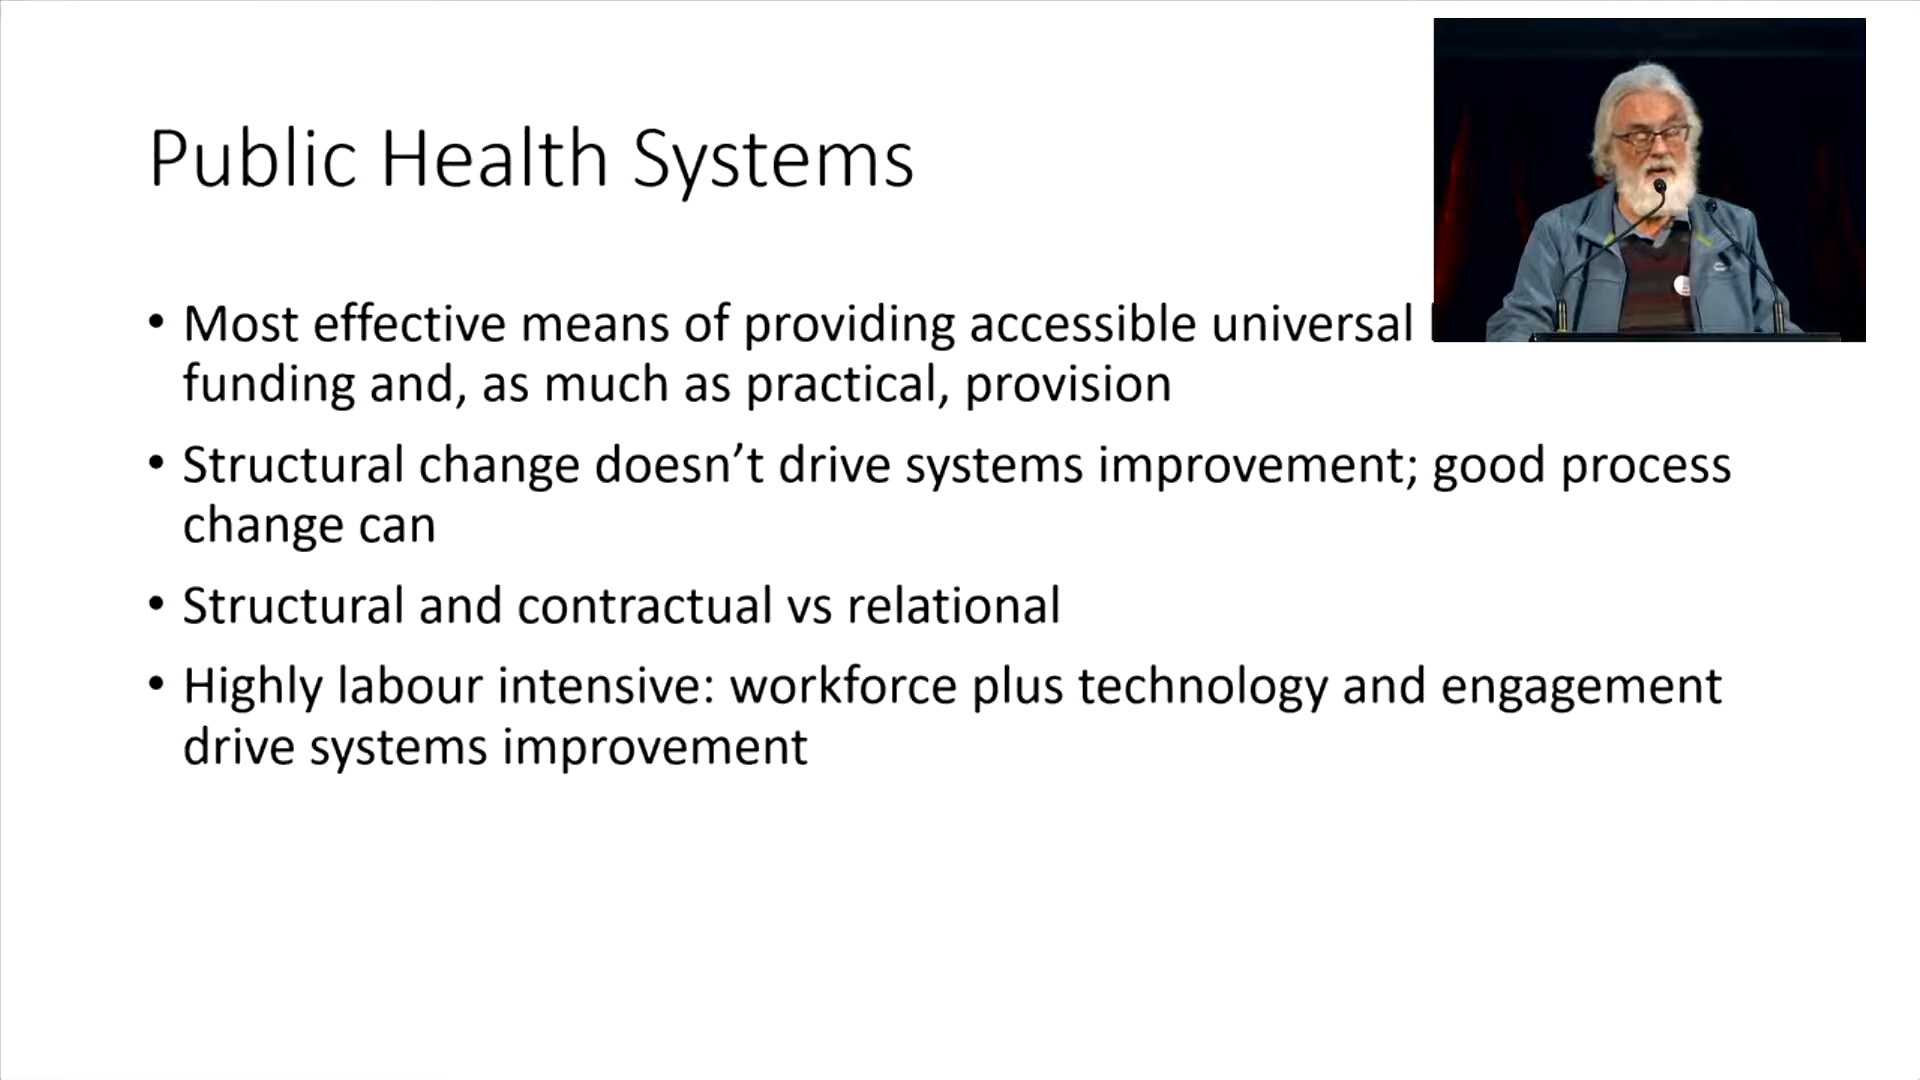 Public Health Systems
• Most effective means of providing accessible universal
funding and, as much as practical, provision
• Structural change doesn’t drive systems improvement; good process
change can
• Structural and contractual vs relational
• Highly labour intensive: workforce plus technology and engagement
drive systems improvement